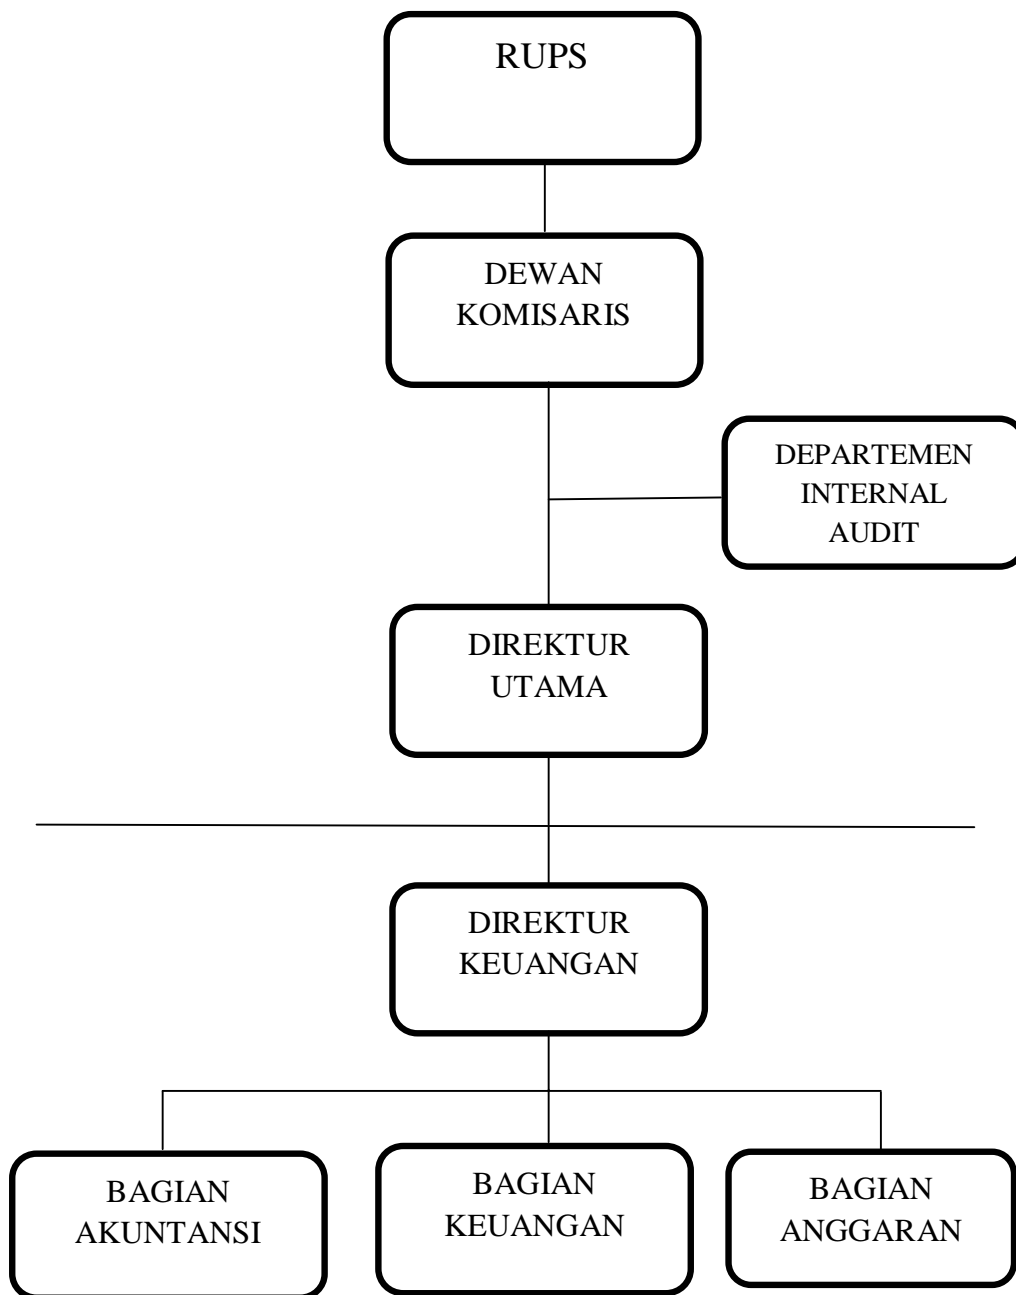 RUPS
DEWAN
KOMISARIS
DEPARTEMEN
INTERNAL
AUDIT
DIREKTUR
UTAMA
DIREKTUR
KEUANGAN
BAGIAN
AKUNTANSI
BAGIAN
KEUANGAN
BAGIAN
ANGGARAN